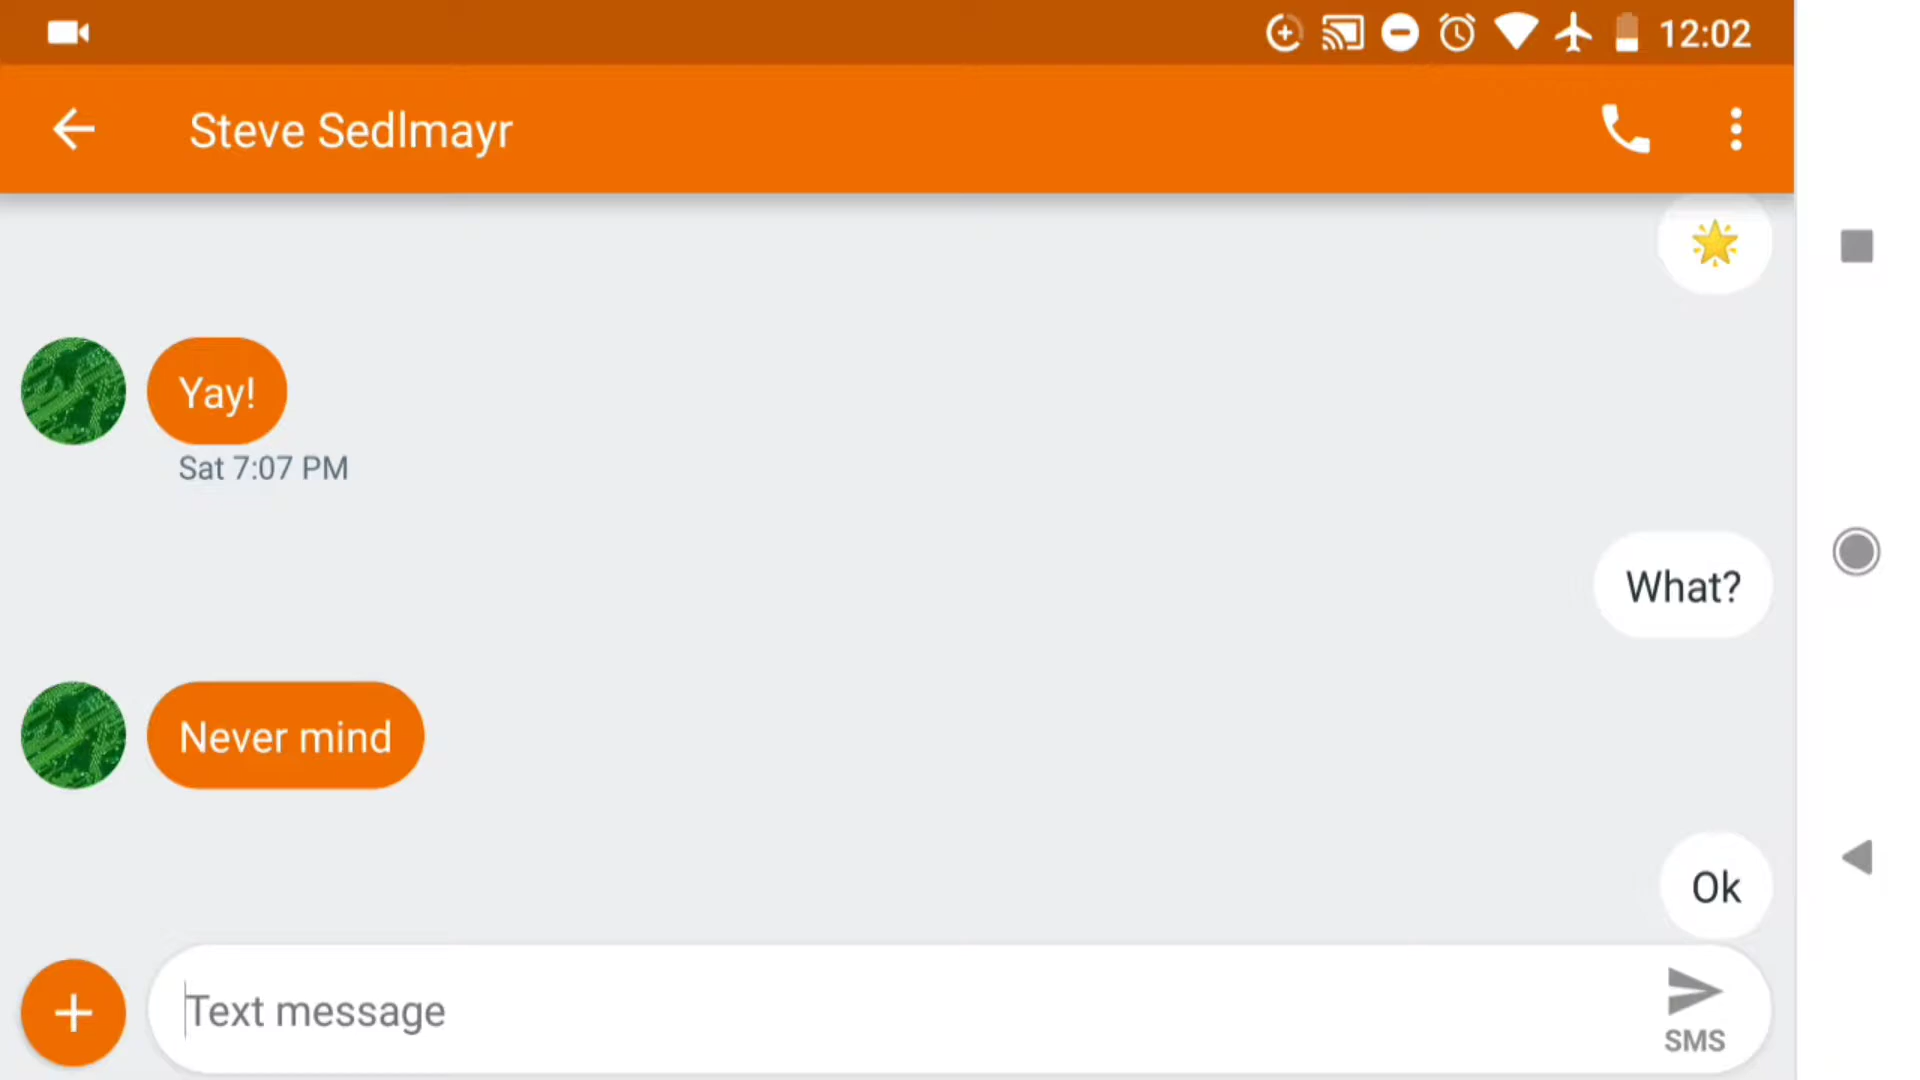 12:02
Steve Sedlmayr
🌟
Yay!
Sat 7:07 PM
What?
Never mind
Ok
Text message
SMS